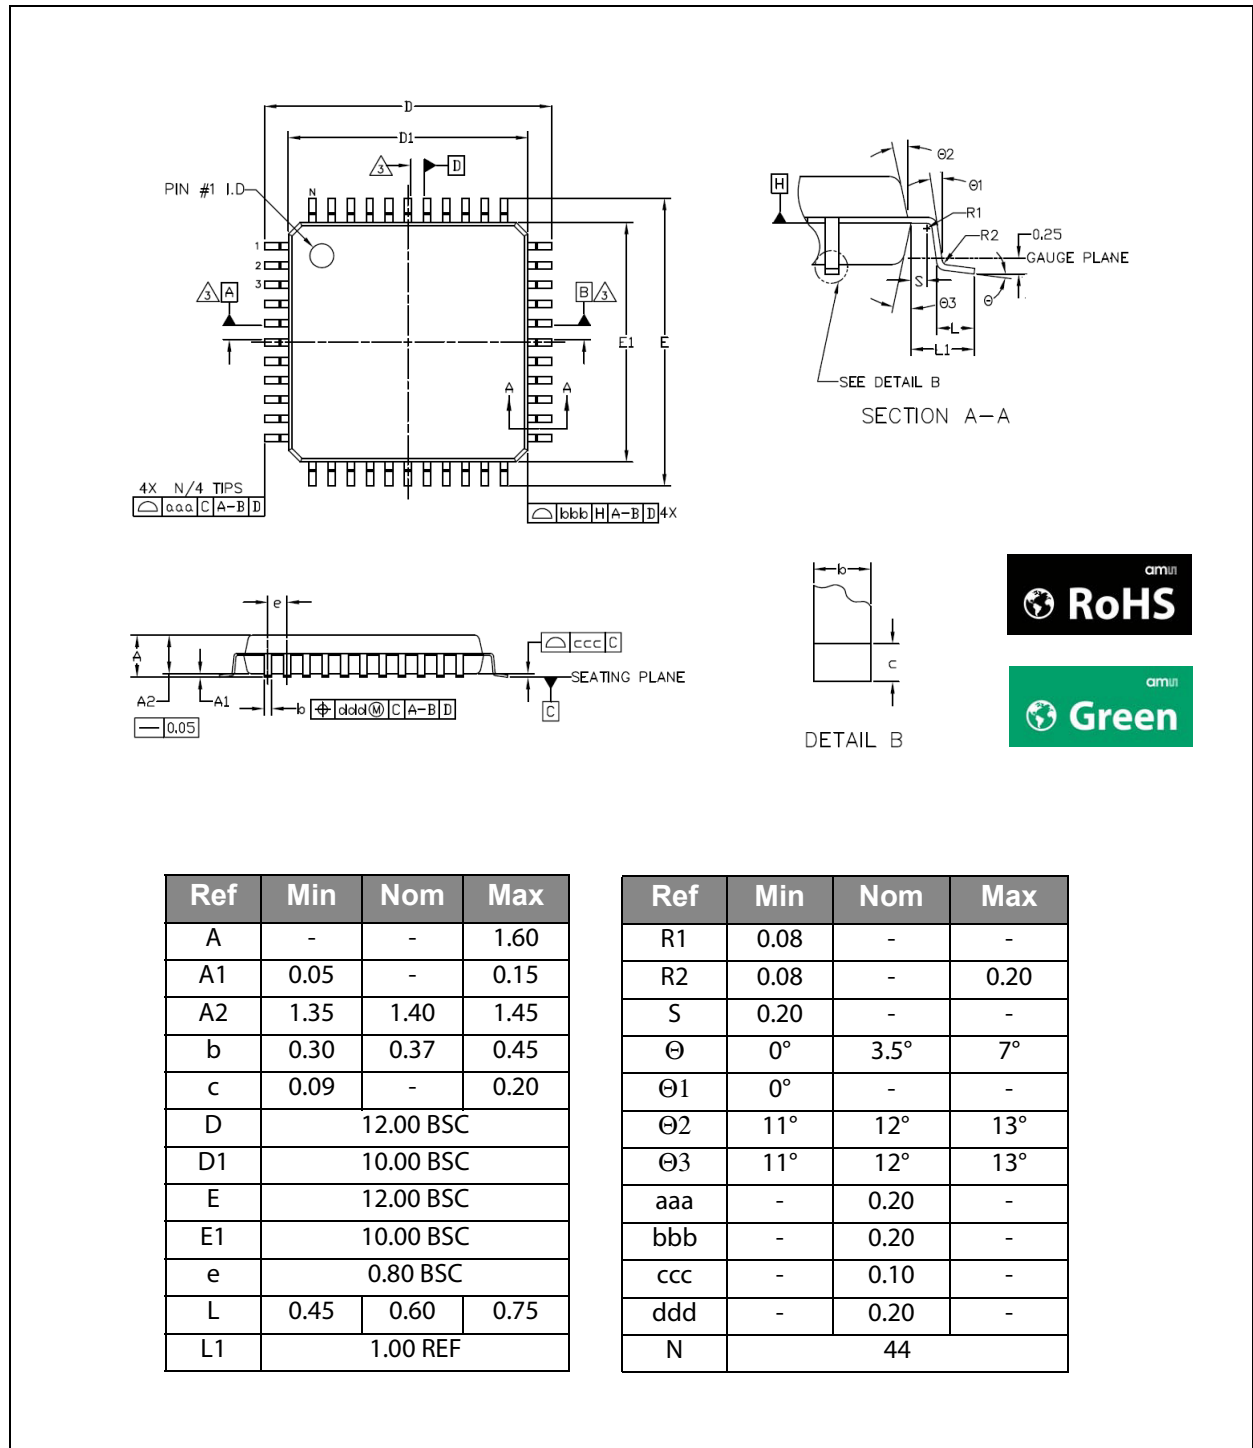 D
D1
3 D
PIN #1 I.D
N
1
2
3
3 A
B 3
E1 E
A A
4X N/4 TIPS
aaa C A-B D
bbb H A-B D 4X
Θ2
H
Θ1
R1
R2
0.25
GAUGE PLANE
S
Θ3
Θ
L
L1
SEE DETAIL B
SECTION A-A
e
A
ccc C
SEATING PLANE
A2
A1
b ⌖ ddd Ⓜ C A-B D
C
— 0.05
b
c
DETAIL B
amu
RoHS
amu
Green
Ref Min Nom Max
A - - 1.60
A1 0.05 - 0.15
A2 1.35 1.40 1.45
b 0.30 0.37 0.45
c 0.09 - 0.20
D 12.00 BSC
D1 10.00 BSC
E 12.00 BSC
E1 10.00 BSC
e 0.80 BSC
L 0.45 0.60 0.75
L1 1.00 REF
Ref Min Nom Max
R1 0.08 - -
R2 0.08 - 0.20
S 0.20 - -
Θ 0° 3.5° 7°
Θ1 0° - -
Θ2 11° 12° 13°
Θ3 11° 12° 13°
aaa - 0.20 -
bbb - 0.20 -
ccc - 0.10 -
ddd - 0.20 -
N 44